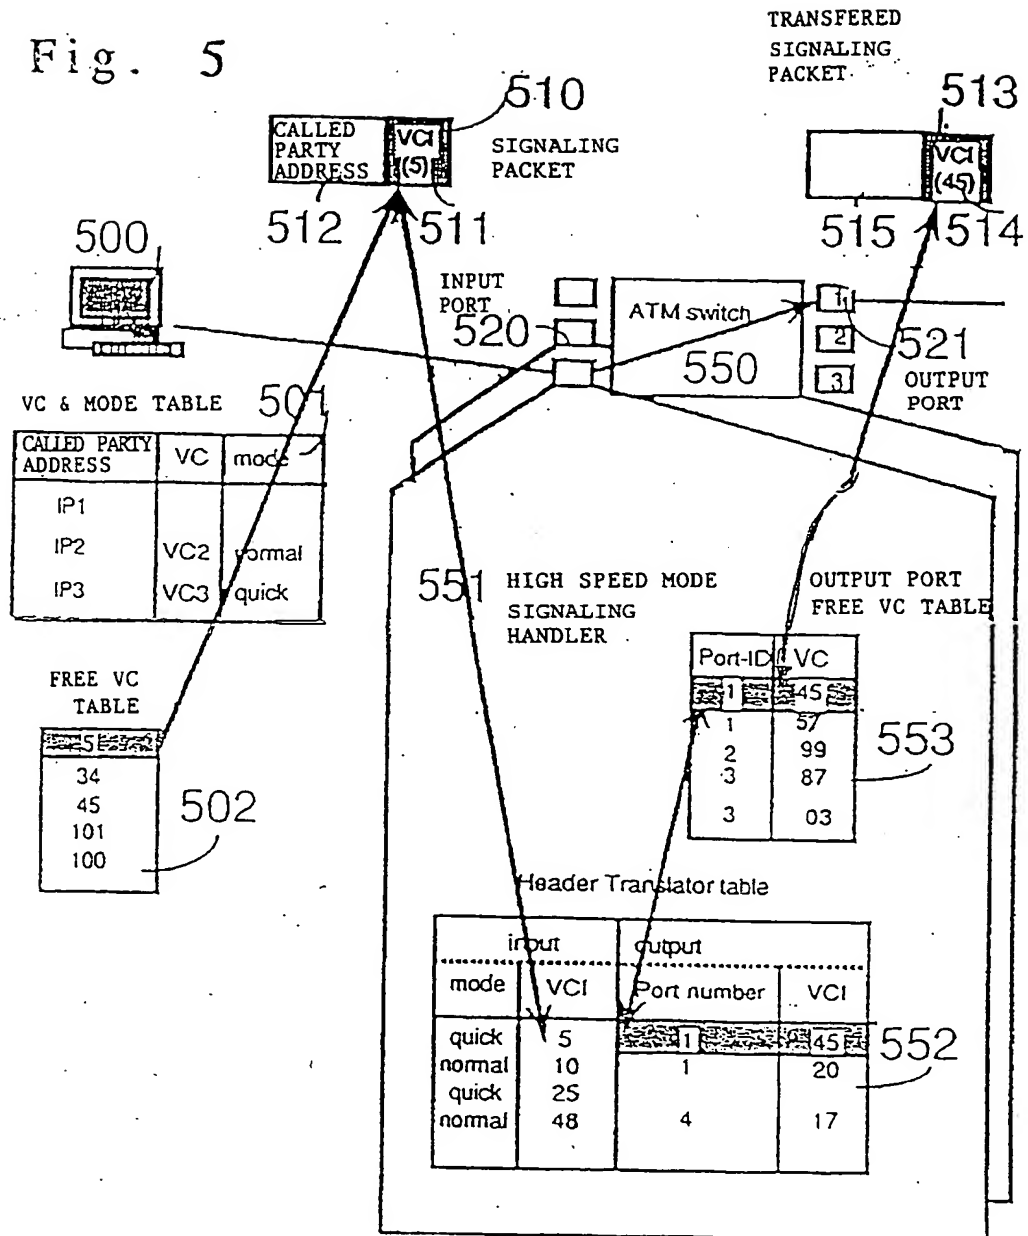 Fig. 5
TRANSFERED
SIGNALING
PACKET
510
CALLED
PARTY
ADDRESS
VCI
(5)
SIGNALING
PACKET
512
511
513
VCI
(45)
515
514
500
INPUT
PORT
520
ATM switch
550
1
2
3
521
OUTPUT
PORT
VC & MODE TABLE
501
CALLED PARTY
ADDRESS
VC
mode
IP1
IP2 VC2 normal
IP3 VC3 quick
551
HIGH SPEED MODE
SIGNALING
HANDLER
OUTPUT PORT
FREE VC TABLE
Port-ID VC
1 45
1 57
2 99
3 87
3 03
553
FREE VC
TABLE
5
34
45
101
100
502
Header Translator table
input output
mode VCI Port number VCI
quick 5 1 45
normal 10 1 20
quick 25
normal 48 4 17
552